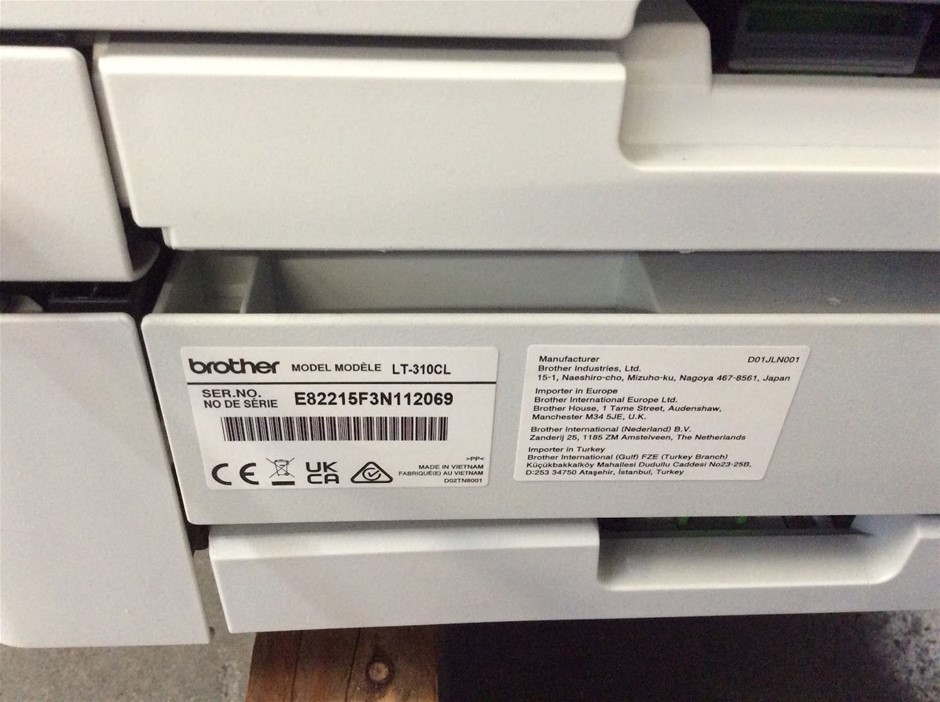 brother MODEL MODÈLE LT-310CL
SER.NO.
NO DE SÉRIE E82215F3N112069
>PP<
CE UK CA MADE IN VIETNAM
FABRIQUÉ(E) AU VIETNAM
D02TN8001
Manufacturer D01JLN001
Brother Industries, Ltd.
15-1, Naeshiro-cho, Mizuho-ku, Nagoya 467-8561, Japan
Importer in Europe
Brother International Europe Ltd.
Brother House, 1 Tame Street, Audenshaw,
Manchester M34 5JE, U.K.
Brother International (Nederland) B.V.
Zanderij 25, 1185 ZM Amstelveen, The Netherlands
Importer in Turkey
Brother International (Gulf) FZE (Turkey Branch)
Küçükbakkalköy Mahallesi Dudullu Caddesi No23-25B,
D:253 34750 Ataşehir, İstanbul, Turkey